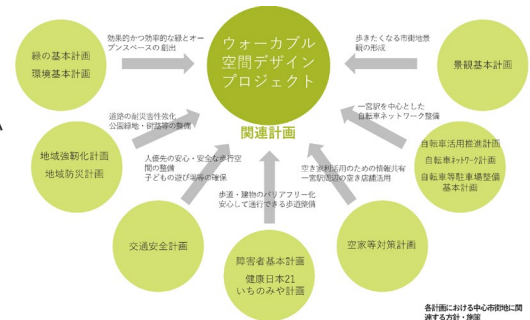 ウォーカブル
空間デザイン
プロジェクト
関連計画
緑の基本計画
環境基本計画
効果的かつ効率的な緑とオー
プンスペースの 創出
歩きたくなる市街地景
観の形成
景観基本計画
道路の耐災害性強化
公園緑地・街路等の整備
地域強靭化計画
地域防災計画
一宮駅を中心とした
自転車ネットワーク整備
自転車活用推進計画
自転車ネットワーク計画
自転車等駐車場整備
基本計画
人優先の安心・安全な歩行空
間の整備
子どもの遊び場等の確保
交通安全計画
歩道・建物のバリアフリー化
安心して通行できる歩道整備
障害者基本計画
健康日本21
いちのみや計画
空き家利活用のための情報共有
一宮駅周辺の空き店舗活用
空家等対策計画
各計画における中心市街地に関
連する方針・施策